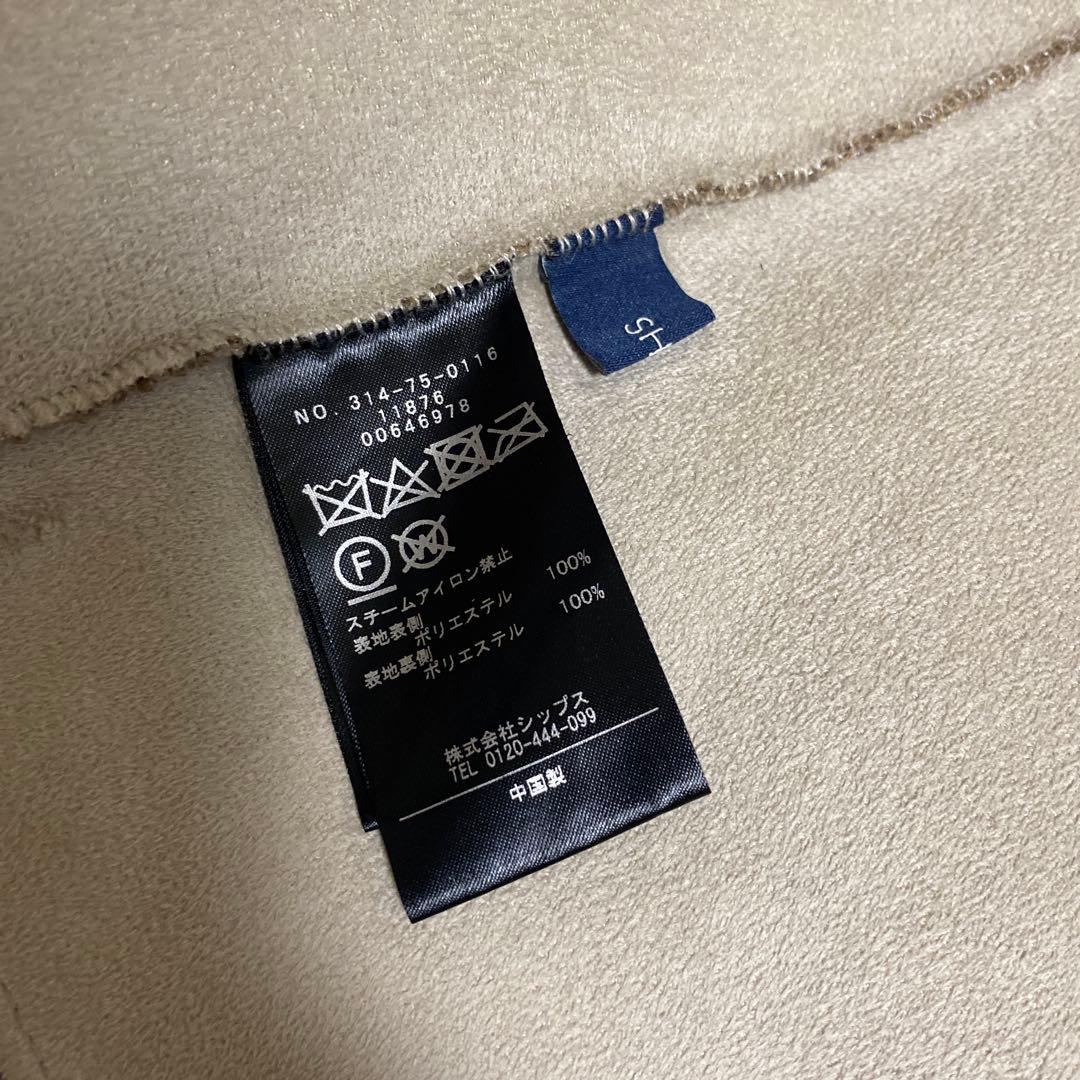 NO. 314-75-0116
11876
00646978
F
W
スチームアイロン禁止
表地表側
ポリエステル 100%
表地裏側
ポリエステル 100%
株式会社シップス
TEL 0120-444-099
中国製
SH